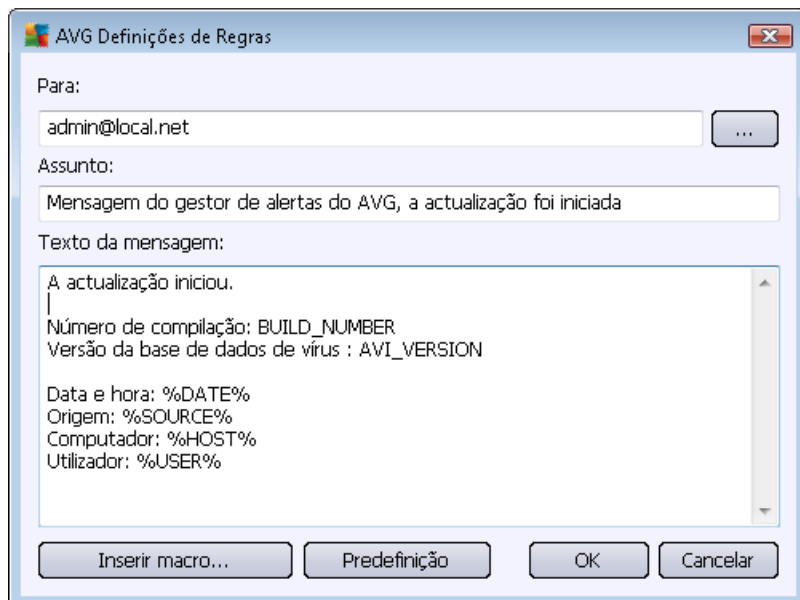 AVG Definições de Regras
Para:
admin@local.net
...
Assunto:
Mensagem do gestor de alertas do AVG, a actualização foi iniciada
Texto da mensagem:
A actualização iniciou.
Número de compilação: BUILD_NUMBER
Versão da base de dados de vírus : AVI_VERSION
Data e hora: %DATE%
Origem: %SOURCE%
Computador: %HOST%
Utilizador: %USER%
Inserir macro... Predefinição OK Cancelar